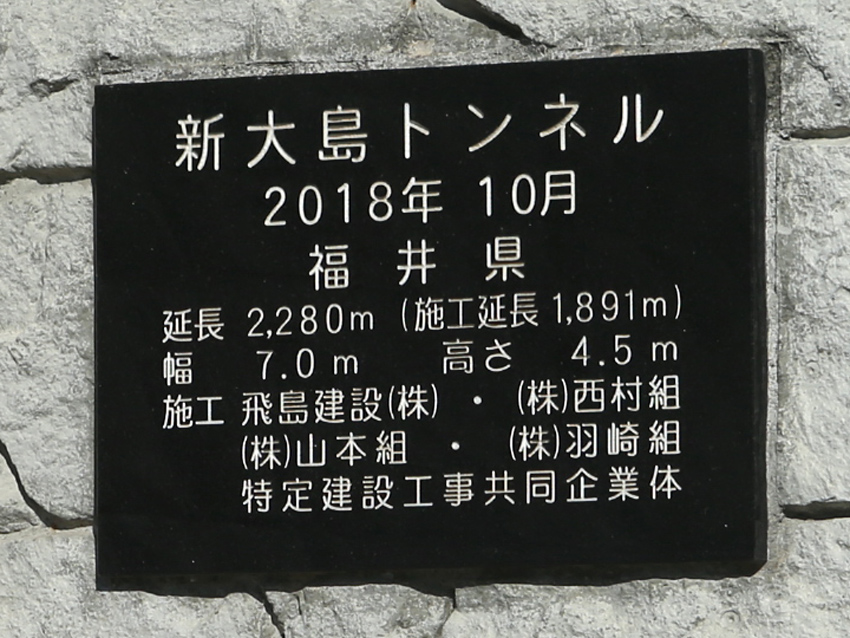 新大島トンネル
2018年 10月
福井県
延長 2,280m (施工延長 1,891m)
幅 7.0m 高さ 4.5m
施工 飛島建設(株)・(株)西村組
(株)山本組・(株)羽崎組
特定建設工事共同企業体